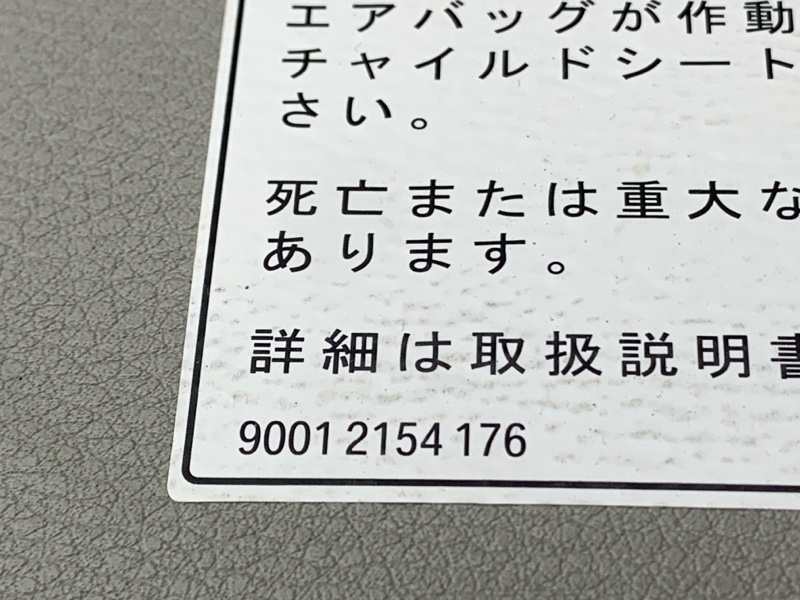 エアバッグが作動
チャイルドシート
さい。
死亡または重大な
あります。
詳細は取扱説明書
9001 2154 176